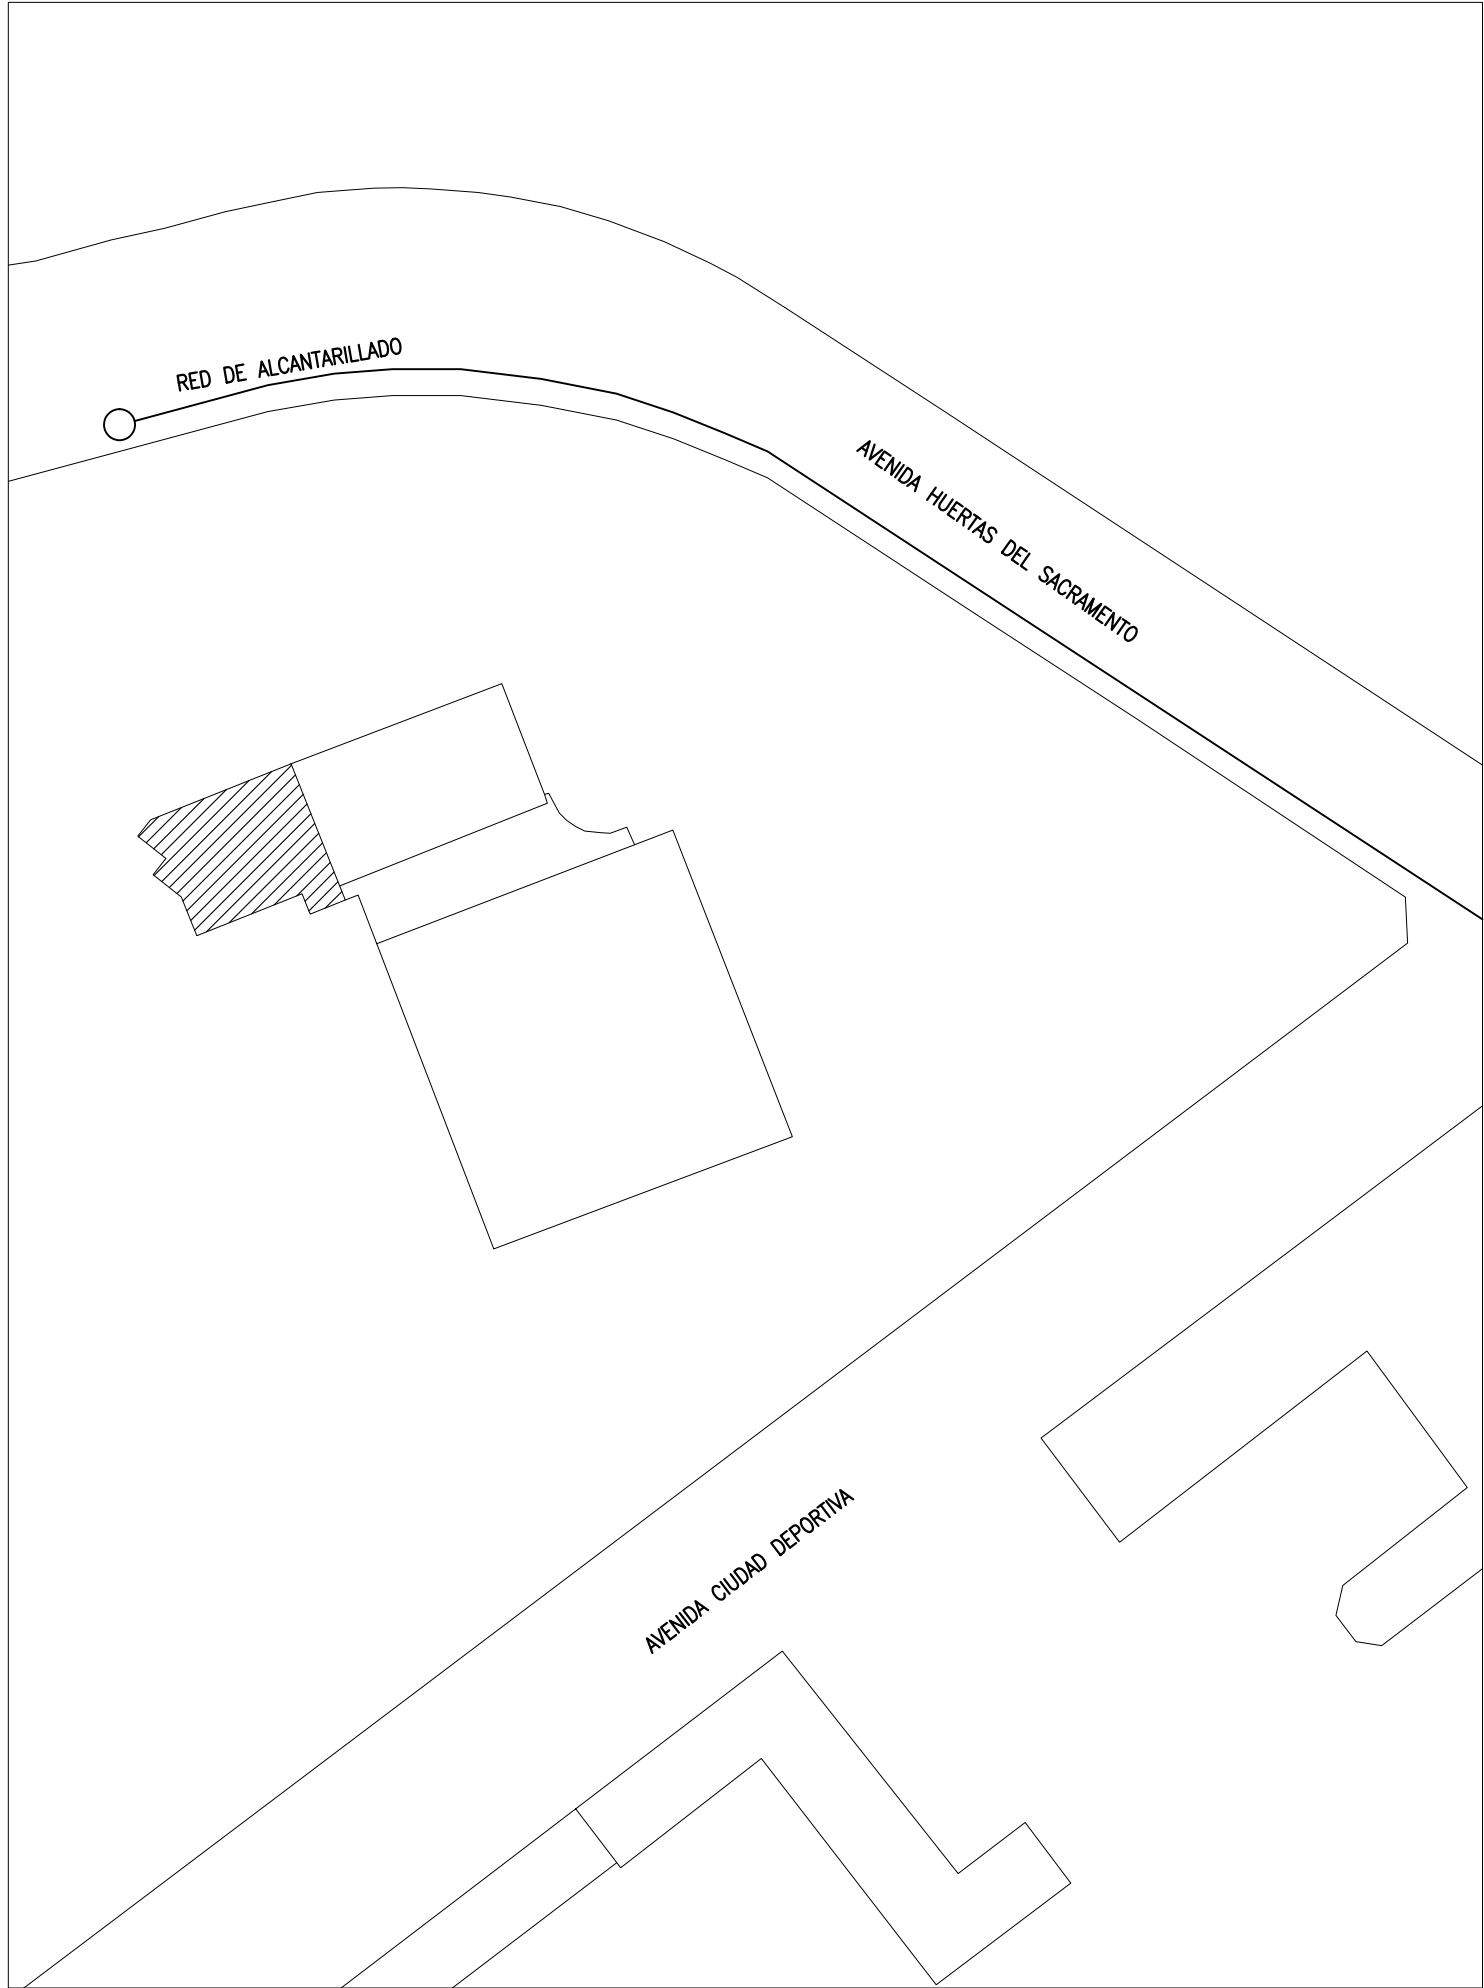 RED DE ALCANTARILLADO
AVENIDA HUERTAS DEL SACRAMENTO
AVENIDA CIUDAD DEPORTIVA